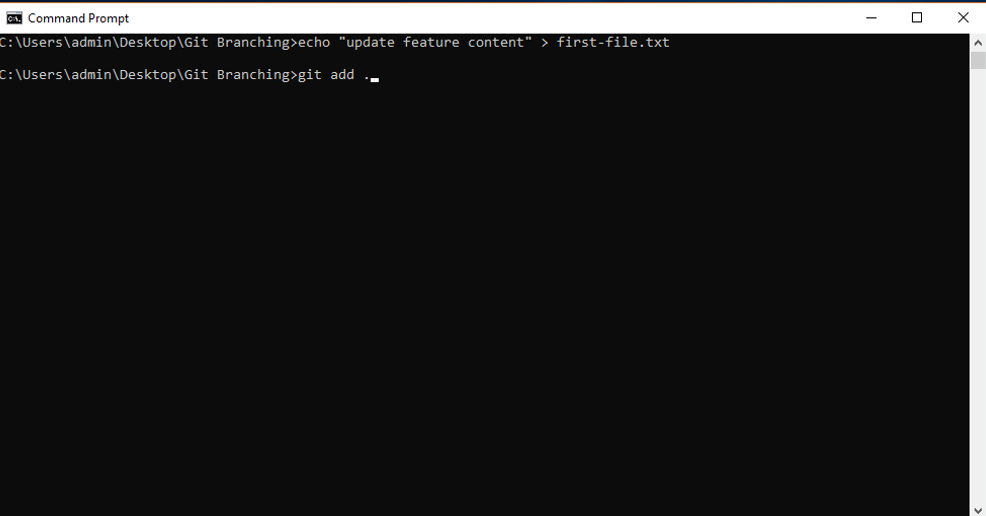 Command Prompt
C:\Users\admin\Desktop\Git Branching>echo "update feature content" > first-file.txt
C:\Users\admin\Desktop\Git Branching>git add .